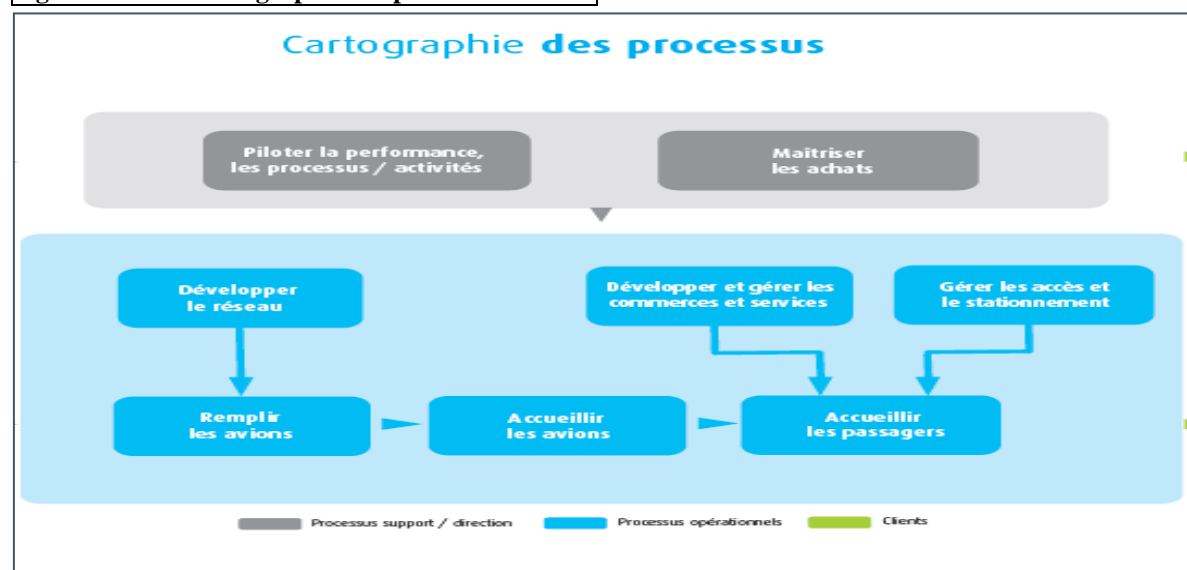 Cartographie des processus
Piloter la performance,
les processus / activités
Maîtriser
les achats
Développer
le réseau
Développer et gérer les
commerces et services
Gérer les accès et
le stationnement
Remplir
les avions
Accueillir
les avions
Accueillir
les passagers
Processus support / direction
Processus opérationnels
Clients